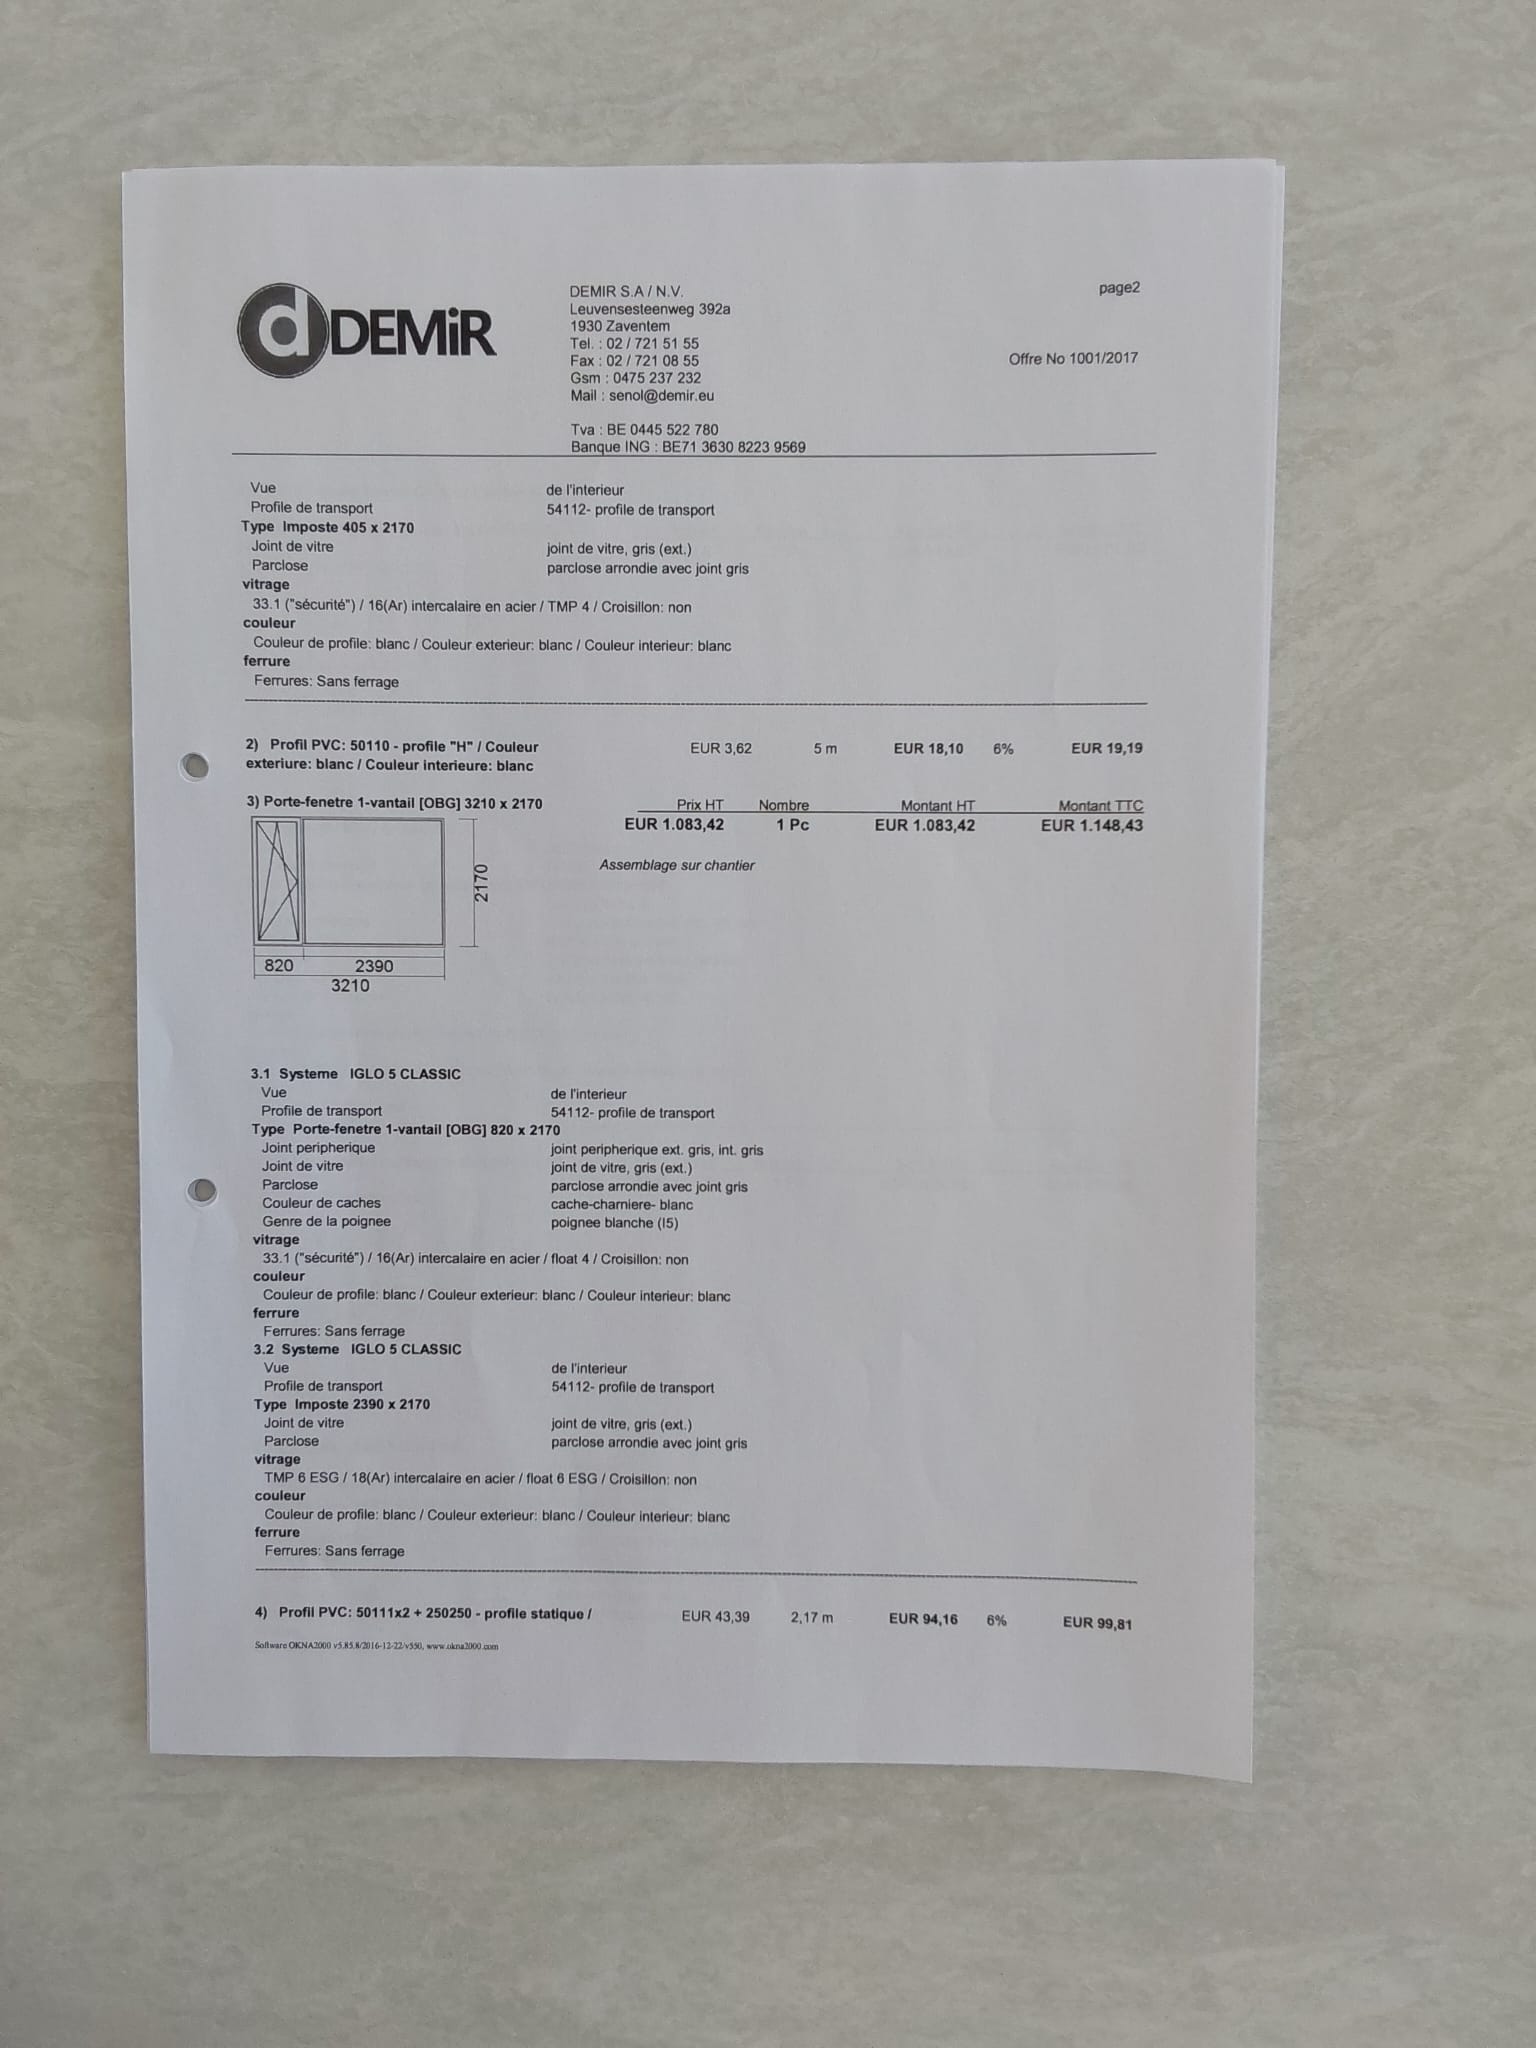 dDEMiR
DEMIR S.A / N.V.
Leuvensesteenweg 392a
1930 Zaventem
Tel. : 02 / 721 51 55
Fax : 02 / 721 08 55
Gsm : 0475 237 232
Mail : senol@demir.eu
Tva : BE 0445 522 780
Banque ING : BE71 3630 8223 9569
page2
Offre No 1001/2017
Vue de l'interieur
Profile de transport 54112- profile de transport
Type Imposte 405 x 2170
Joint de vitre joint de vitre, gris (ext.)
Parclose parclose arrondie avec joint gris
vitrage
33.1 ("sécurité") / 16(Ar) intercalaire en acier / TMP 4 / Croisillon: non
couleur
Couleur de profile: blanc / Couleur exterieur: blanc / Couleur interieur: blanc
ferrure
Ferrures: Sans ferrage
2) Profil PVC: 50110 - profile "H" / Couleur EUR 3,62 5 m EUR 18,10 6% EUR 19,19
exteriure: blanc / Couleur interieure: blanc
3) Porte-fenetre 1-vantail [OBG] 3210 x 2170 Prix HT Nombre Montant HT Montant TTC
EUR 1.083,42 1 Pc EUR 1.083,42 EUR 1.148,43
Assemblage sur chantier
2170
820 2390
3210
3.1 Systeme IGLO 5 CLASSIC
Vue de l'interieur
Profile de transport 54112- profile de transport
Type Porte-fenetre 1-vantail [OBG] 820 x 2170
Joint peripherique joint peripherique ext. gris, int. gris
Joint de vitre joint de vitre, gris (ext.)
Parclose parclose arrondie avec joint gris
Couleur de caches cache-charniere- blanc
Genre de la poignee poignee blanche (I5)
vitrage
33.1 ("sécurité") / 16(Ar) intercalaire en acier / float 4 / Croisillon: non
couleur
Couleur de profile: blanc / Couleur exterieur: blanc / Couleur interieur: blanc
ferrure
Ferrures: Sans ferrage
3.2 Systeme IGLO 5 CLASSIC
Vue de l'interieur
Profile de transport 54112- profile de transport
Type Imposte 2390 x 2170
Joint de vitre joint de vitre, gris (ext.)
Parclose parclose arrondie avec joint gris
vitrage
TMP 6 ESG / 18(Ar) intercalaire en acier / float 6 ESG / Croisillon: non
couleur
Couleur de profile: blanc / Couleur exterieur: blanc / Couleur interieur: blanc
ferrure
Ferrures: Sans ferrage
4) Profil PVC: 50111x2 + 250250 - profile statique / EUR 43,39 2,17 m EUR 94,16 6% EUR 99,81
Software OKNA2000 v5.85.8/2016-12-22/v550, www.okna2000.com